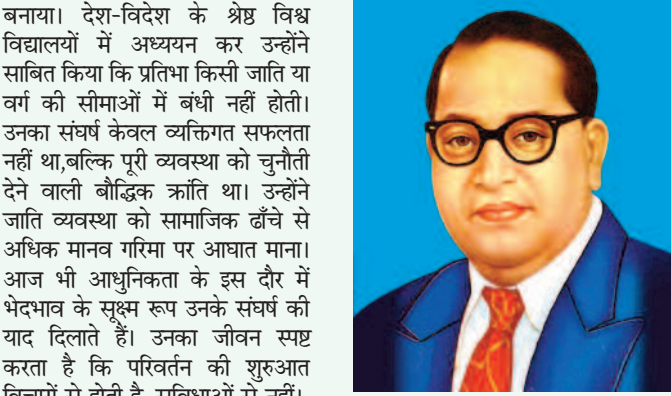 बनाया। देश-विदेश के श्रेष्ठ विश्व
विद्यालयों में अध्ययन कर उन्होंने
साबित किया कि प्रतिभा किसी जाति या
वर्ग की सीमाओं में बंधी नहीं होती।
उनका संघर्ष केवल व्यक्तिगत सफलता
नहीं था,बल्कि पूरी व्यवस्था को चुनौती
देने वाली बौद्धिक क्रांति था। उन्होंने
जाति व्यवस्था को सामाजिक ढाँचे से
अधिक मानव गरिमा पर आघात माना।
आज भी आधुनिकता के इस दौर में
भेदभाव के सूक्ष्म रूप उनके संघर्ष की
याद दिलाते हैं। उनका जीवन स्पष्ट
करता है कि परिवर्तन की शुरुआत
विचारों से होती है, सुविधाओं से नहीं।